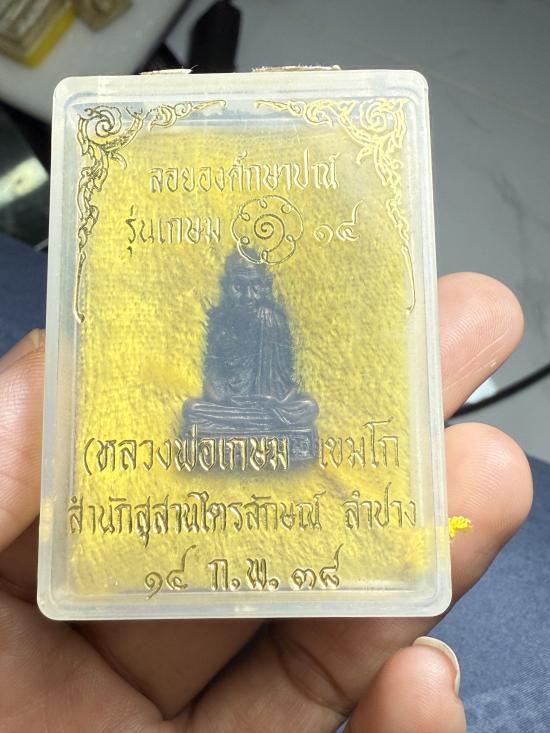 ลอยองค์กษาปณ์
รุ่นเกษม ๑ ๑๔
(หลวงพ่อเกษม เขมโก
สำนักสุสานไตรลักษณ์ ลำปาง
๑๔ ก.พ. ๓๘